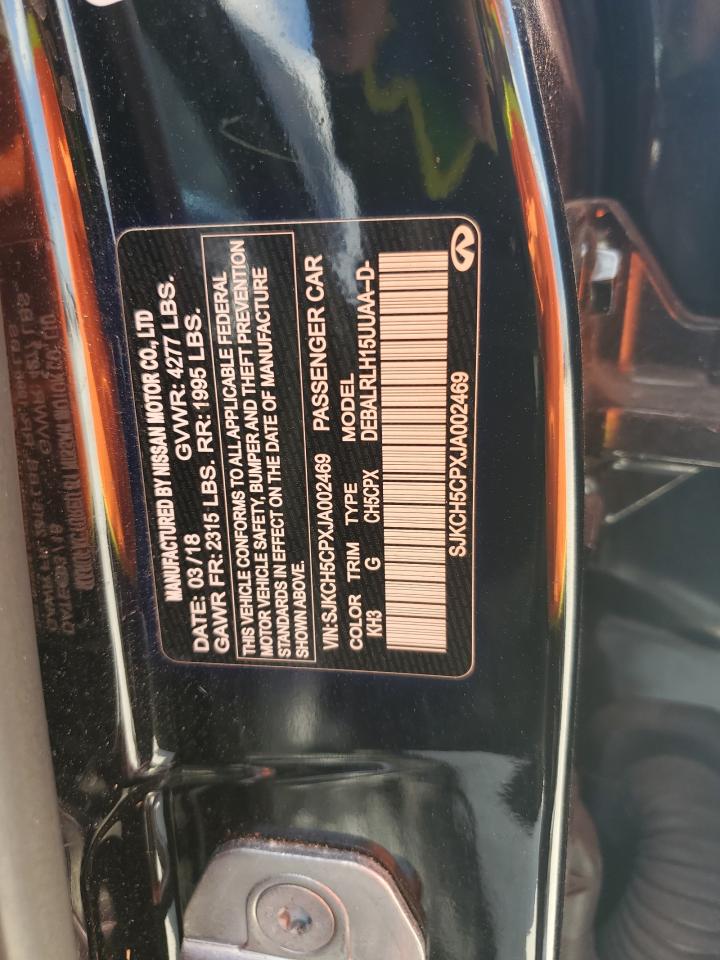 MANUFACTURED BY NISSAN MOTOR CO., LTD
DATE: 03/18 GVWR: 4277 LBS.
GAWR FR: 2315 LBS. RR: 1995 LBS.
THIS VEHICLE CONFORMS TO ALL APPLICABLE FEDERAL
MOTOR VEHICLE SAFETY, BUMPER AND THEFT PREVENTION
STANDARDS IN EFFECT ON THE DATE OF MANUFACTURE
SHOWN ABOVE.
VIN: SJKCH5CPXJA002469 PASSENGER CAR
COLOR TRIM TYPE MODEL
KH3 G CH5CPX DEBALRLH15UUAA-D-
SJKCH5CPXJA002469